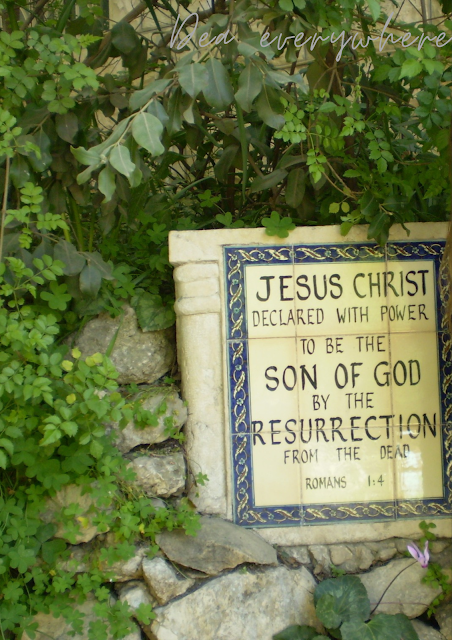 Dea everywhere
JESUS CHRIST
DECLARED WITH POWER
TO BE THE
SON OF GOD
BY THE
RESURRECTION
FROM THE DEAD
ROMANS 1:4